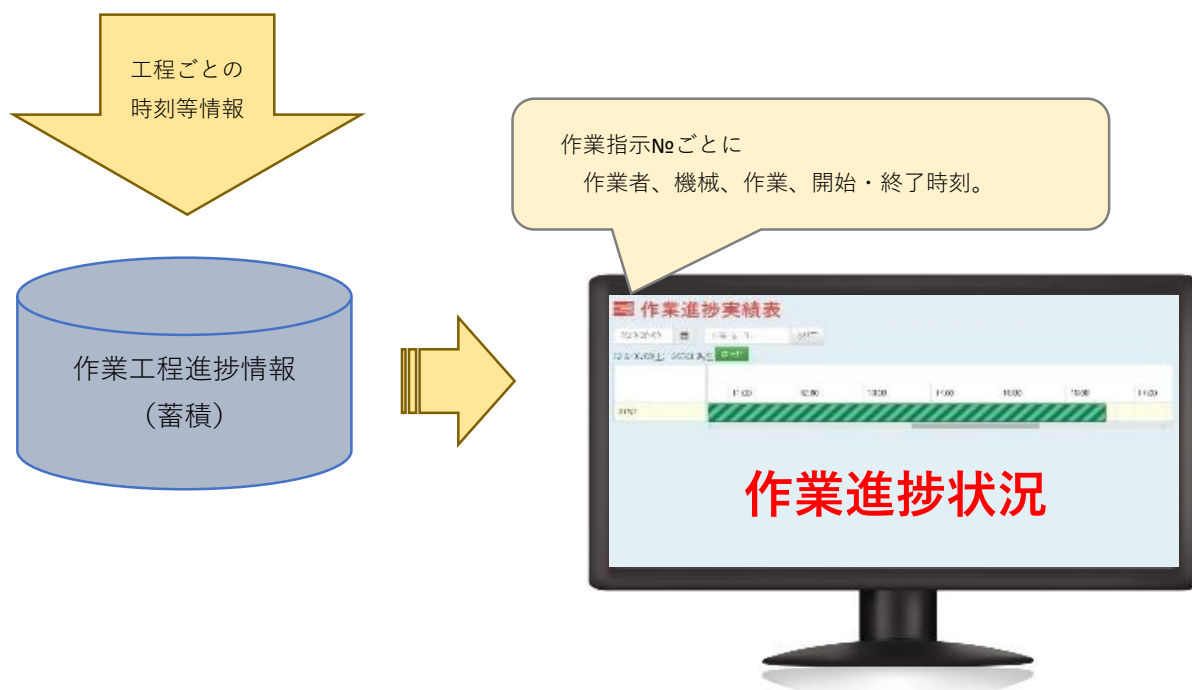 工程ごとの
時刻等情報
作業指示№ごとに
作業者、機械、作業、開始・終了時刻。
作業工程進捗情報
（蓄積）
作業進捗実績表
作業進捗状況